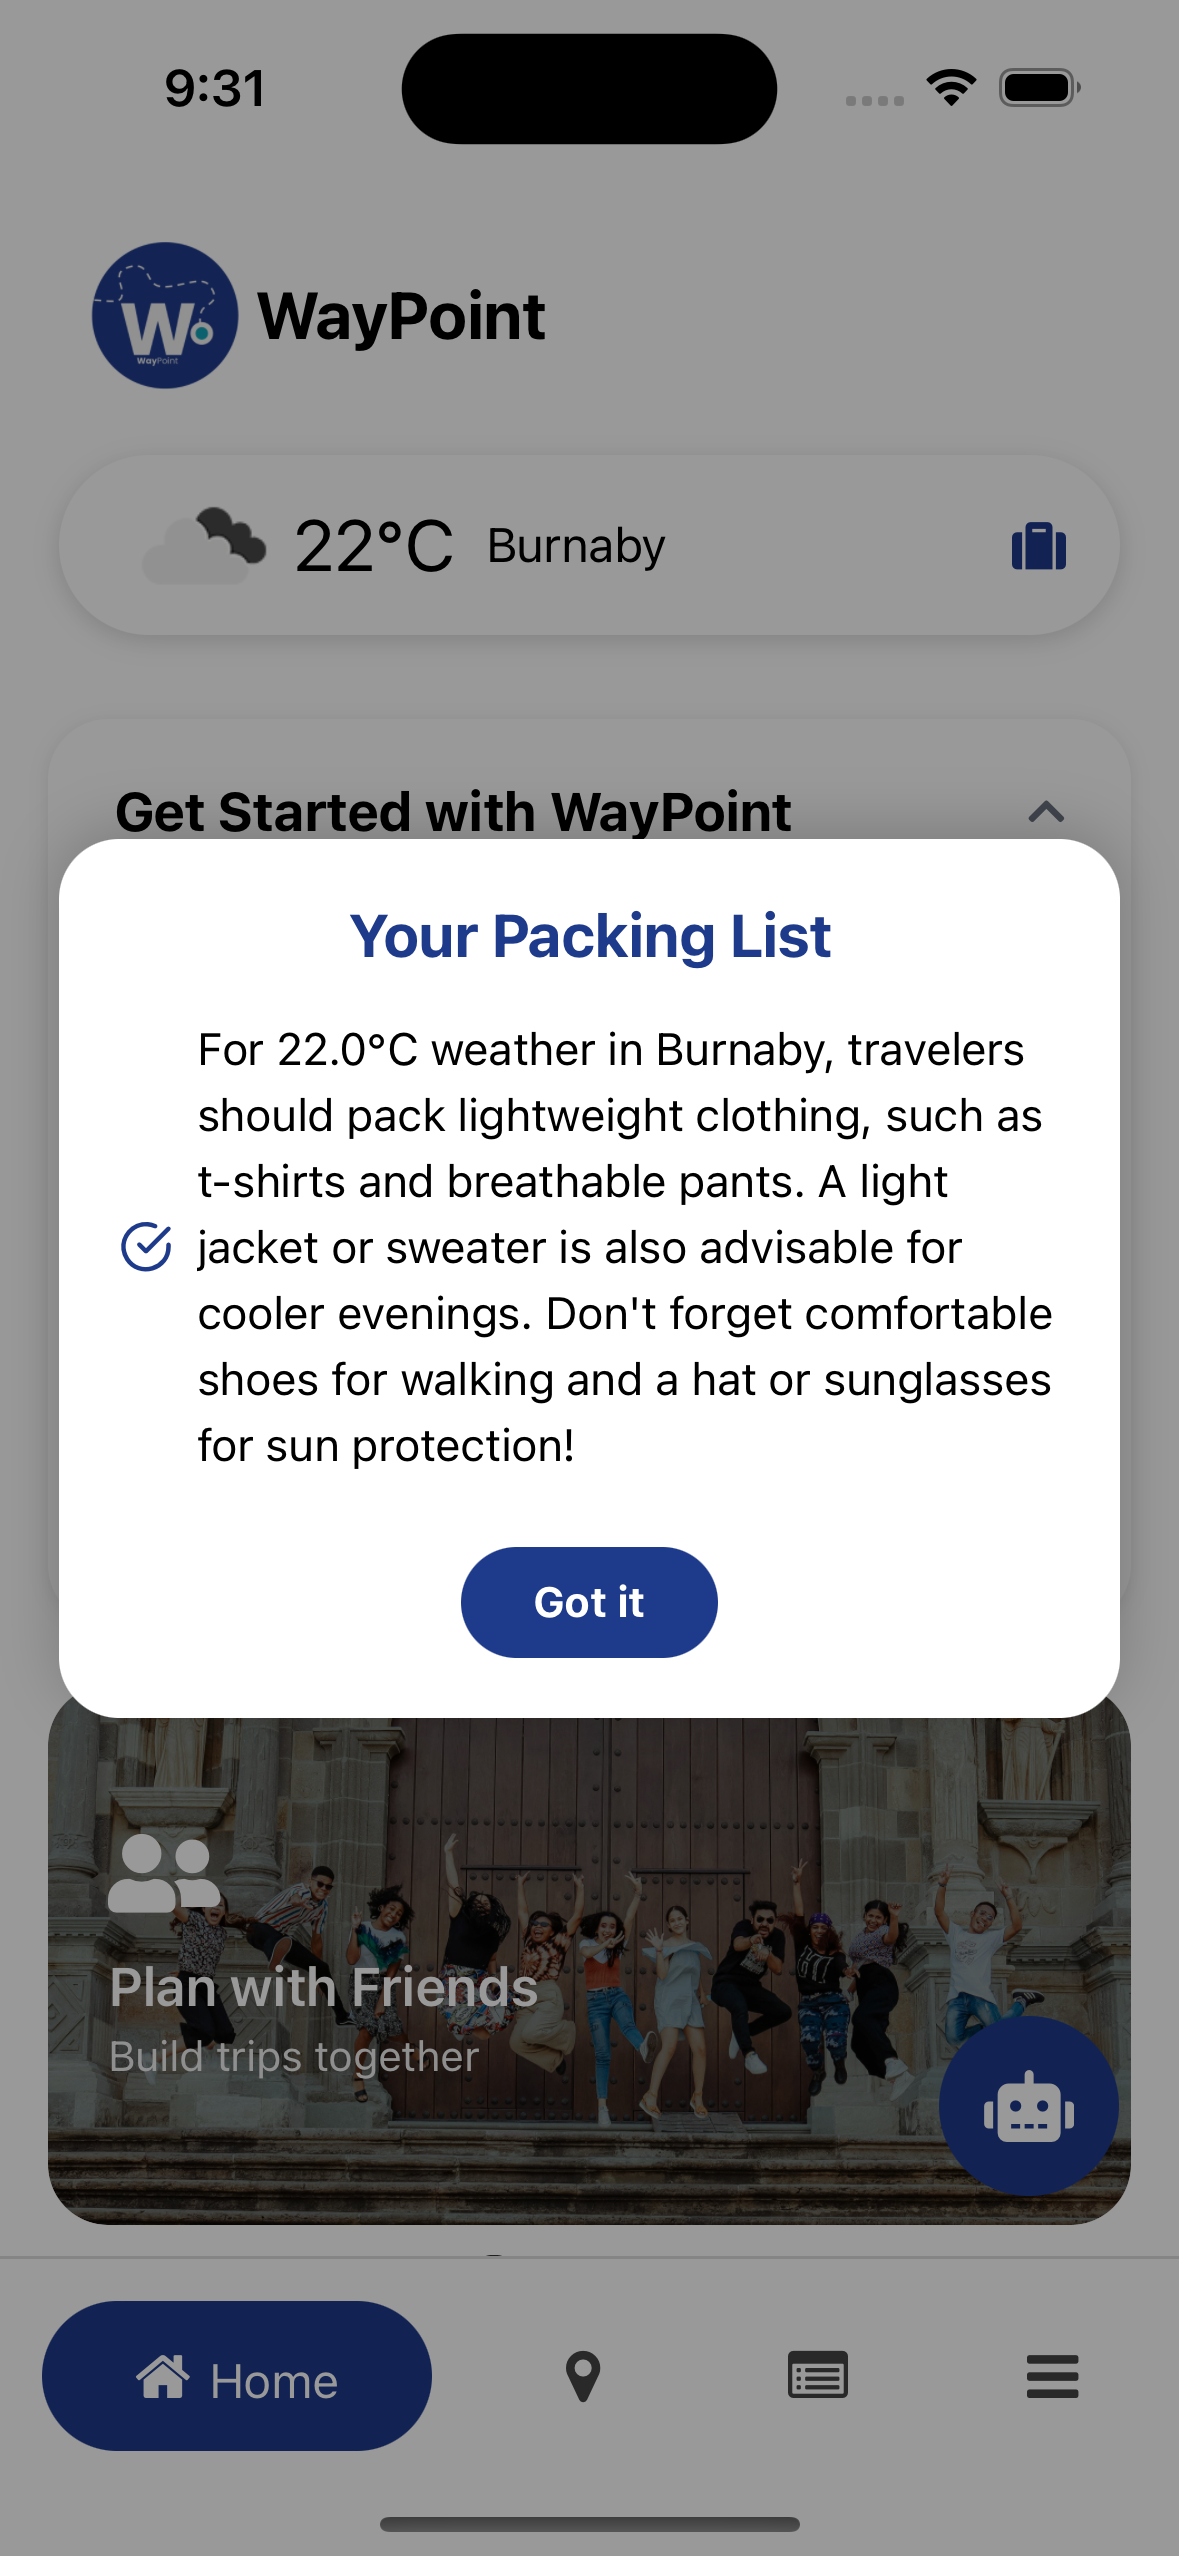 9:31
W
WayPoint
WayPoint
22°C Burnaby
Get Started with WayPoint
Your Packing List
For 22.0°C weather in Burnaby, travelers
should pack lightweight clothing, such as
t-shirts and breathable pants. A light
jacket or sweater is also advisable for
cooler evenings. Don't forget comfortable
shoes for walking and a hat or sunglasses
for sun protection!
Got it
Plan with Friends
Build trips together
Home